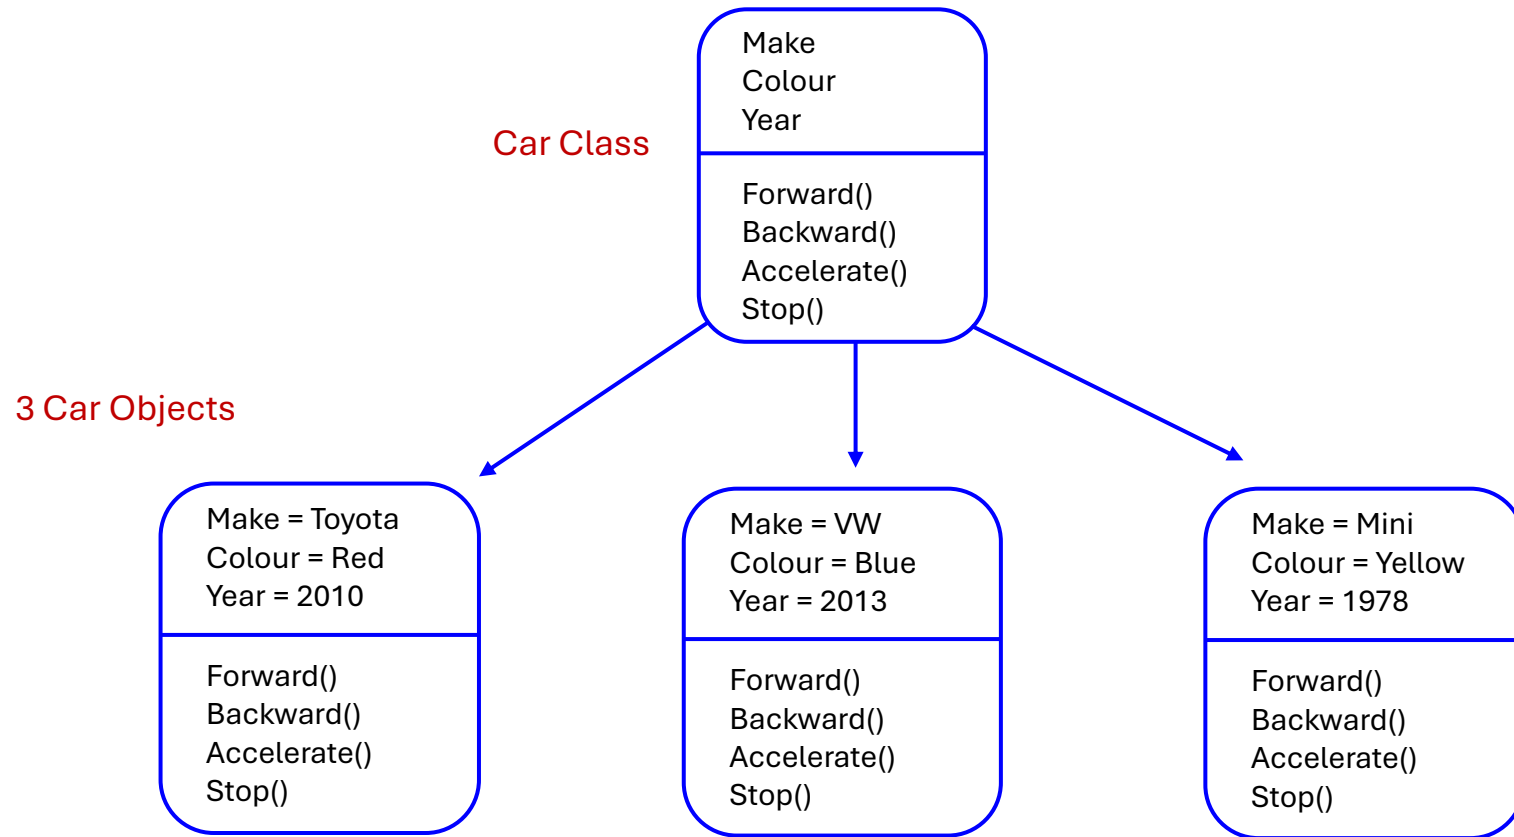 Make
Colour
Year
Car Class
Forward()
Backward()
Accelerate()
Stop()
3 Car Objects
Make = Toyota
Colour = Red
Year = 2010
Forward()
Backward()
Accelerate()
Stop()
Make = VW
Colour = Blue
Year = 2013
Forward()
Backward()
Accelerate()
Stop()
Make = Mini
Colour = Yellow
Year = 1978
Forward()
Backward()
Accelerate()
Stop()